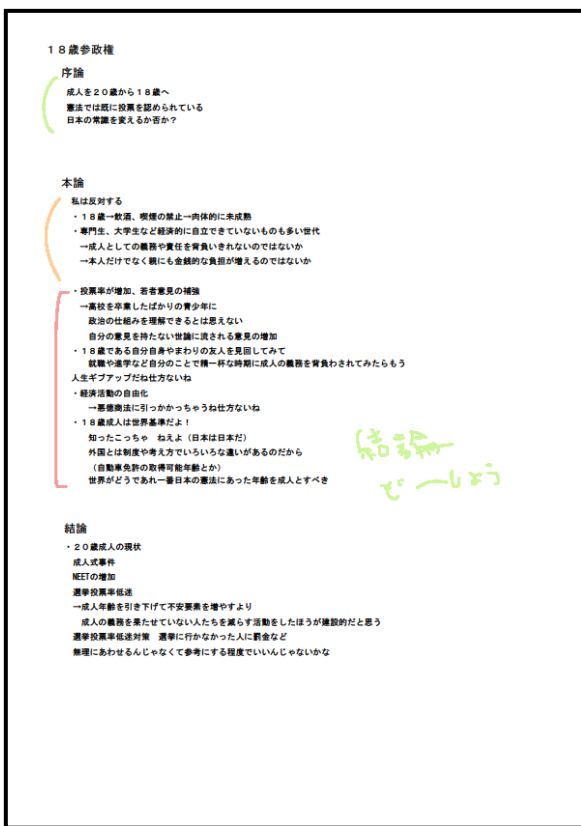 １８歳参政権
序論
成人を２０歳から１８歳へ
憲法では既に投票を認められている
日本の常識を変えるか否か？
本論
私は反対する
・１８歳→飲酒、喫煙の禁止→肉体的に未成熟
・専門生、大学生など経済的に自立できていないものも多い世代
→成人としての義務や責任を背負いきれないのではないか
→本人だけでなく親にも金銭的な負担が増えるのではないか
・投票率が増加、若者意見の補強
→高校を卒業したばかりの青少年に
政治の仕組みを理解できるとは思えない
自分の意見を持たない世論に流される意見の増加
・１８歳である自分自身やまわりの友人を見回してみて
就職や進学など自分のことで精一杯な時期に成人の義務を背負わされてみたらもう
人生ギブアップだね仕方ないね
・経済活動の自由化
→悪徳商法に引っかかっちゃうね仕方ないね
・１８歳成人は世界基準だよ！
知ったこっちゃ　ねえよ（日本は日本だ）
外国とは制度や考え方でいろいろな違いがあるのだから
（自動車免許の取得可能年齢とか）
世界がどうであれ一番日本の憲法にあった年齢を成人とすべき
結論
ど〜しよう
結論
・２０歳成人の現状
成人式事件
NEETの増加
選挙投票率低迷
→成人年齢を引き下げて不安要素を増やすより
成人の義務を果たせていない人たちを減らす活動をしたほうが建設的だと思う
選挙投票率低迷対策　選挙に行かなかった人に罰金など
無理にあわせるんじゃなくて参考にする程度でいいんじゃないかな